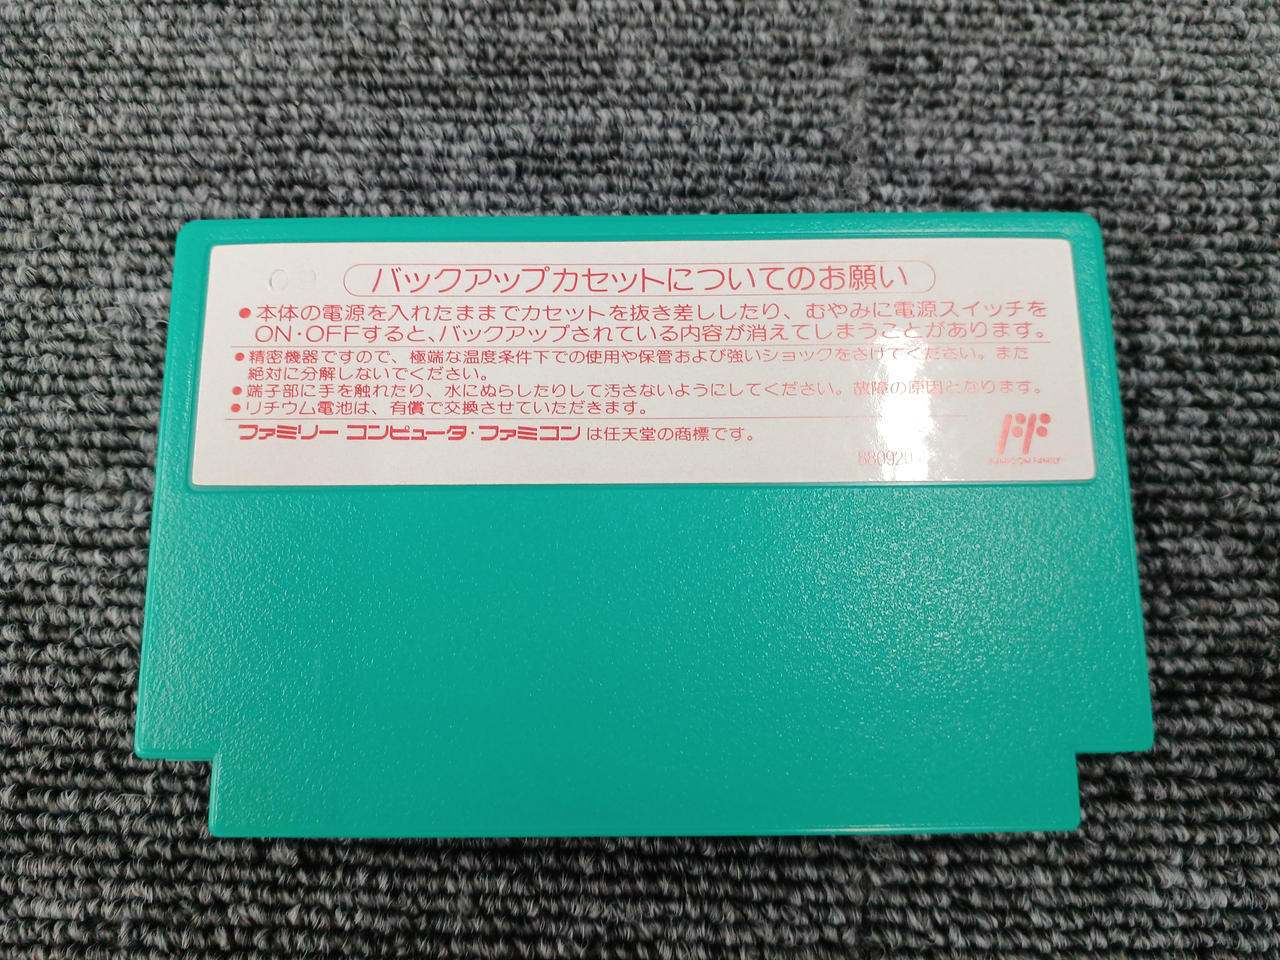 バックアップカセットについてのお願い
●本体の電源を入れたままでカセットを抜き差ししたり、むやみに電源スイッチを
ON・OFFすると、バックアップされている内容が消えてしまうことがあります。
●精密機器ですので、極端な温度条件下での使用や保管および強いショックをさけてください。また
絶対に分解しないでください。
●端子部に手を触れたり、水にぬらしたりして汚さないようにしてください。故障の原因となります。
●リチウム電池は、有償で交換させていただきます。
ファミリーコンピュータ・ファミコンは任天堂の商標です。
FAMICOM FAMILY